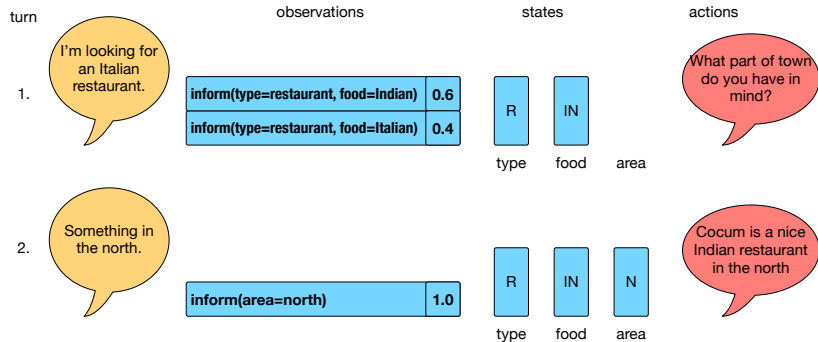 turn
observations
states
actions
1.
I'm looking for
an Italian
restaurant.
inform(type=restaurant, food=Indian) 0.6
inform(type=restaurant, food=Italian) 0.4
R IN
type food area
What part of town
do you have in
mind?
2.
Something in
the north.
inform(area=north) 1.0
R IN N
type food area
Cocum is a nice
Indian restaurant
in the north